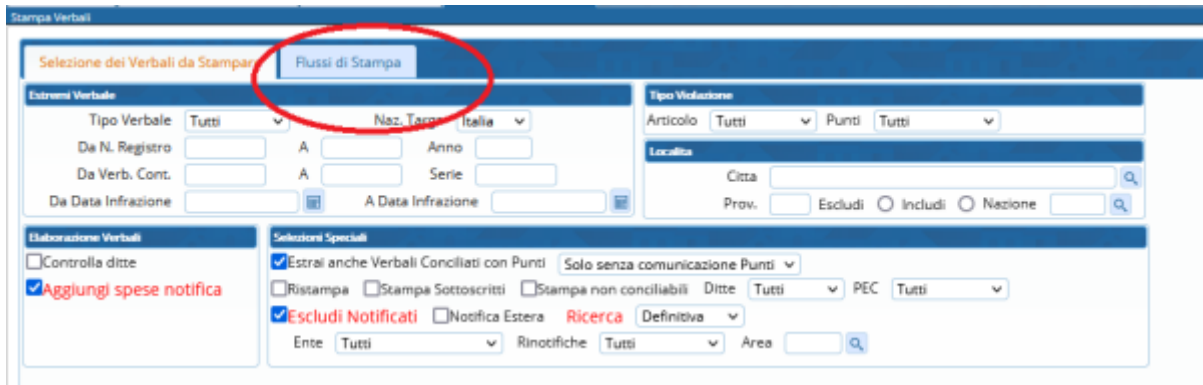 Stampa Verbali
Selezione dei Verbali da Stampar
Flussi di Stampa
Estremi Verbale
Tipo Verbale Tutti Naz. Targa Italia
Da N. Registro A Anno
Da Verb. Cont. A Serie
Da Data Infrazione A Data Infrazione
Tipo Violazione
Articolo Tutti Punti Tutti
Localita
Citta
Prov. Escludi Includi Nazione
Elaborazione Verbali
Controlla ditte
Aggiungi spese notifica
Selezioni Speciali
Estrai anche Verbali Conciliati con Punti Solo senza comunicazione Punti
Ristampa Stampa Sottoscritti Stampa non conciliabili Ditte Tutti PEC Tutti
Escludi Notificati Notifica Estera Ricerca Definitiva
Ente Tutti Rinotifiche Tutti Area